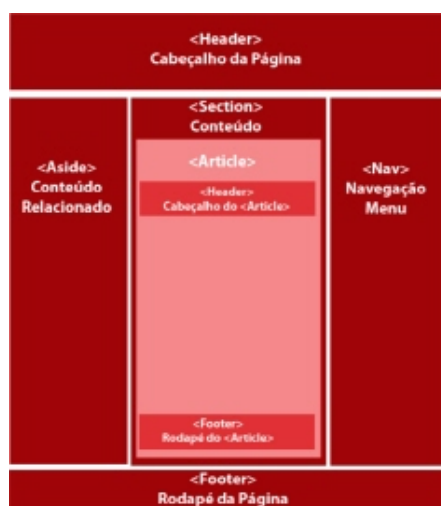 <Header>
Cabeçalho da Página
<Aside>
Conteúdo
Relacionado
<Section>
Conteúdo
<Article>
<Header>
Cabeçalho do <Article>
<Footer>
Rodapé do <Article>
<Nav>
Navegação
Menu
<Footer>
Rodapé da Página